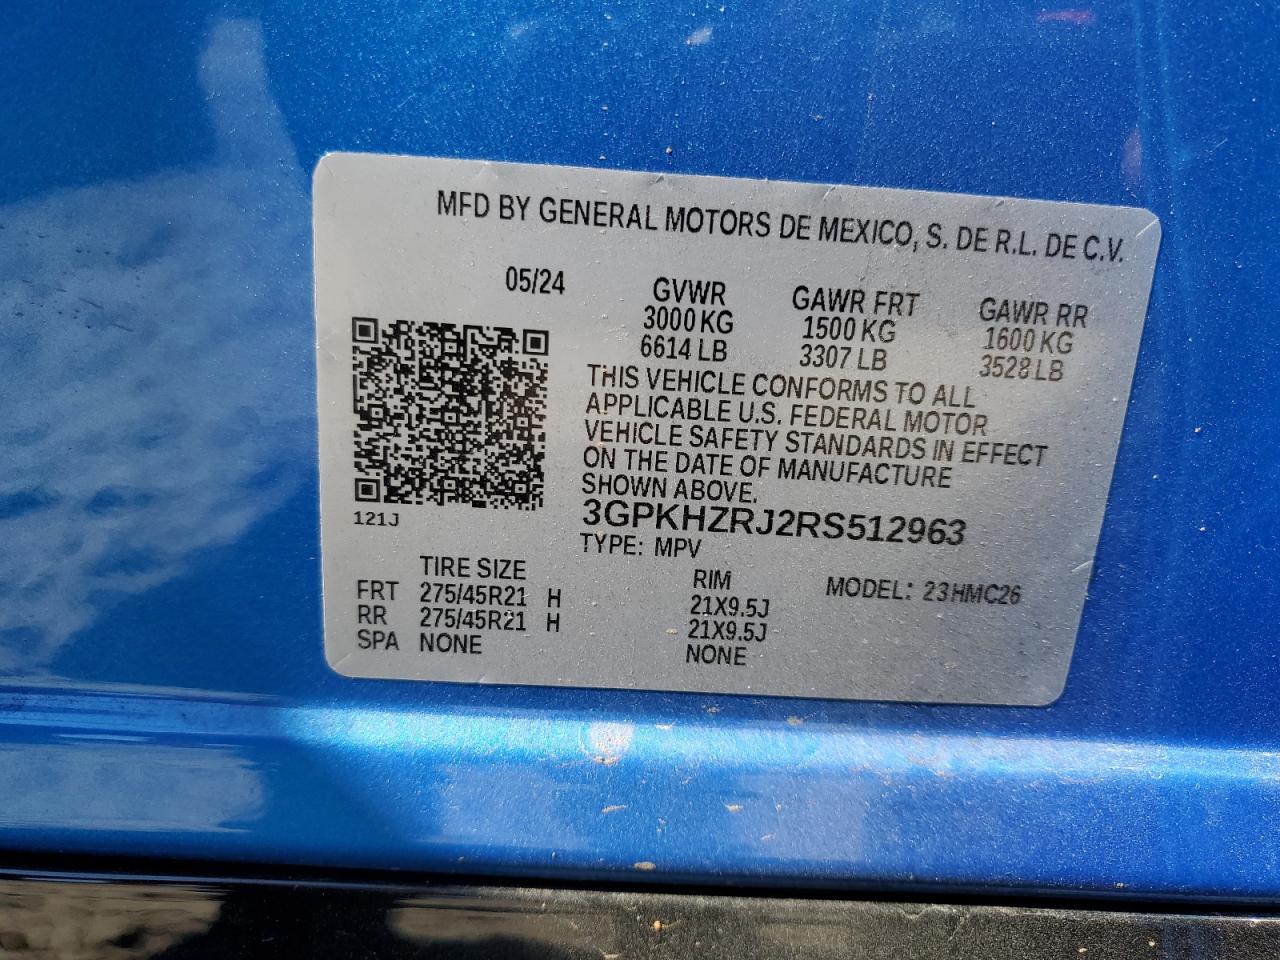 MFD BY GENERAL MOTORS DE MEXICO, S. DE R.L. DE C.V.
05/24 GVWR GAWR FRT GAWR RR
3000 KG 1500 KG 1600 KG
6614 LB 3307 LB 3528 LB
THIS VEHICLE CONFORMS TO ALL
APPLICABLE U.S. FEDERAL MOTOR
VEHICLE SAFETY STANDARDS IN EFFECT
ON THE DATE OF MANUFACTURE
SHOWN ABOVE.
121J
3GPKHZRJ2RS512963
TYPE: MPV
TIRE SIZE RIM MODEL: 23HMC26
FRT 275/45R21 H 21X9.5J
RR 275/45R21 H 21X9.5J
SPA NONE NONE